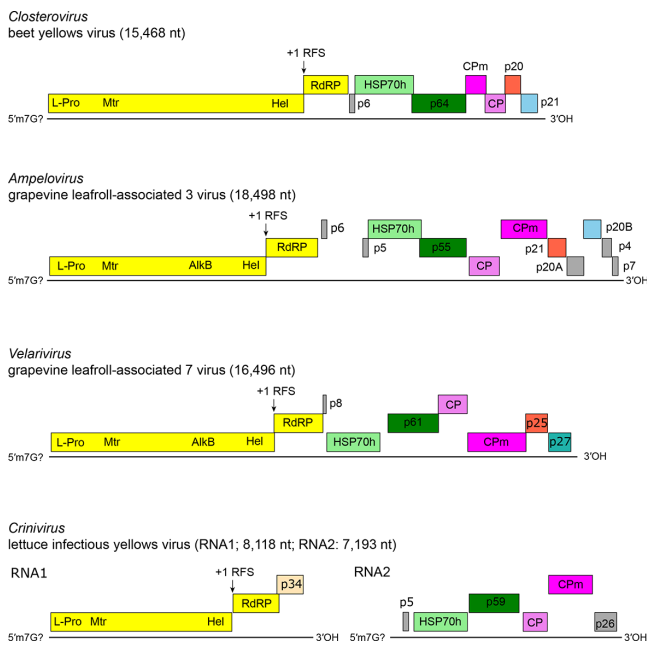 Closterovirus
beet yellows virus (15,468 nt)
+1 RFS
CPm p20
RdRP HSP70h
L-Pro Mtr Hel p6 p64 CP p21
5′m7G? 3′OH
Ampelovirus
grapevine leafroll-associated 3 virus (18,498 nt)
+1 RFS
p6 HSP70h CPm p20B
RdRP p5 p55 p21 p4
L-Pro Mtr AlkB Hel CP p20A p7
5′m7G? 3′OH
Velarivirus
grapevine leafroll-associated 7 virus (16,496 nt)
+1 RFS
p8 CP
RdRP p61 p25
L-Pro Mtr AlkB Hel HSP70h CPm p27
5′m7G? 3′OH
Crinivirus
lettuce infectious yellows virus (RNA1; 8,118 nt; RNA2: 7,193 nt)
RNA1 +1 RFS RNA2
p34 CPm
RdRP p5 p59
L-Pro Mtr Hel HSP70h CP p26
5′m7G? 3′OH 5′m7G? 3′OH